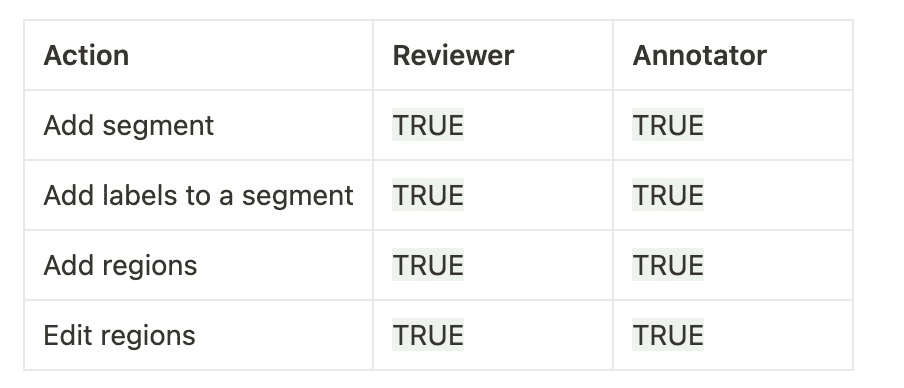 Action Reviewer Annotator
Add segment TRUE TRUE
Add labels to a segment TRUE TRUE
Add regions TRUE TRUE
Edit regions TRUE TRUE